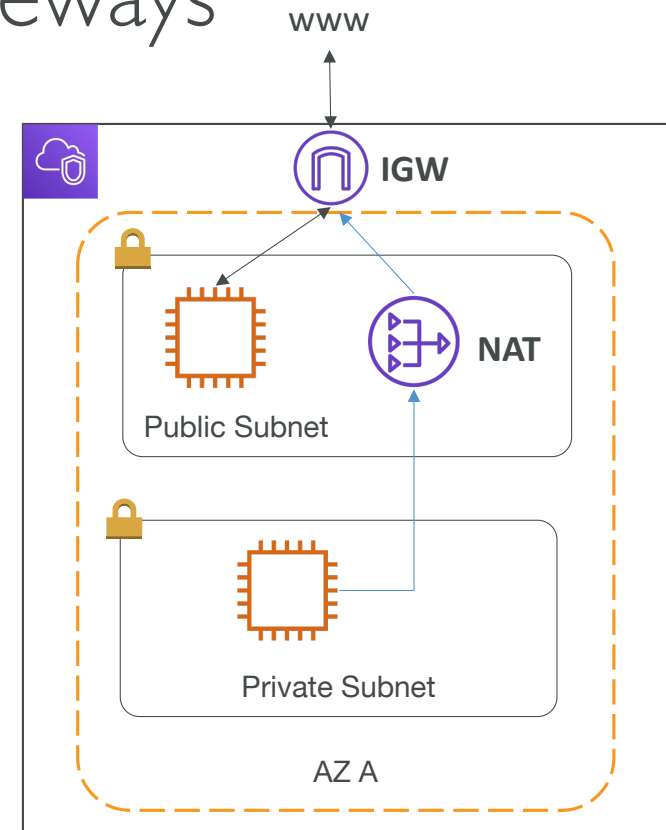 eways
www
IGW
NAT
Public Subnet
Private Subnet
AZ A